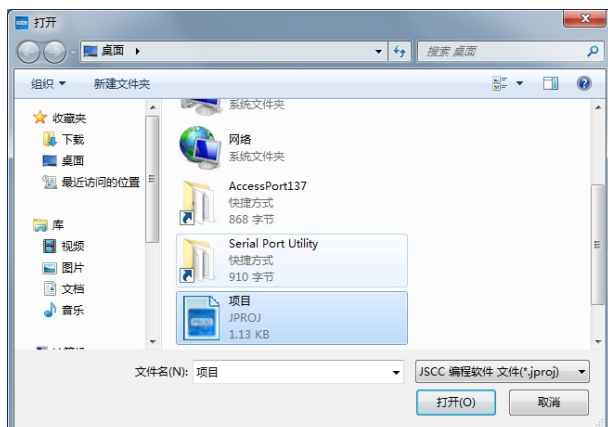 打开
桌面
搜索 桌面
组织
新建文件夹
收藏夹
下载
桌面
最近访问的位置
库
视频
图片
文档
音乐
系统文件夹
网络
系统文件夹
AccessPort137
快捷方式
868 字节
Serial Port Utility
快捷方式
910 字节
项目
JPROJ
1.13 KB
文件名(N): 项目
JSCC 编程软件 文件(*.jproj)
打开(O)
取消